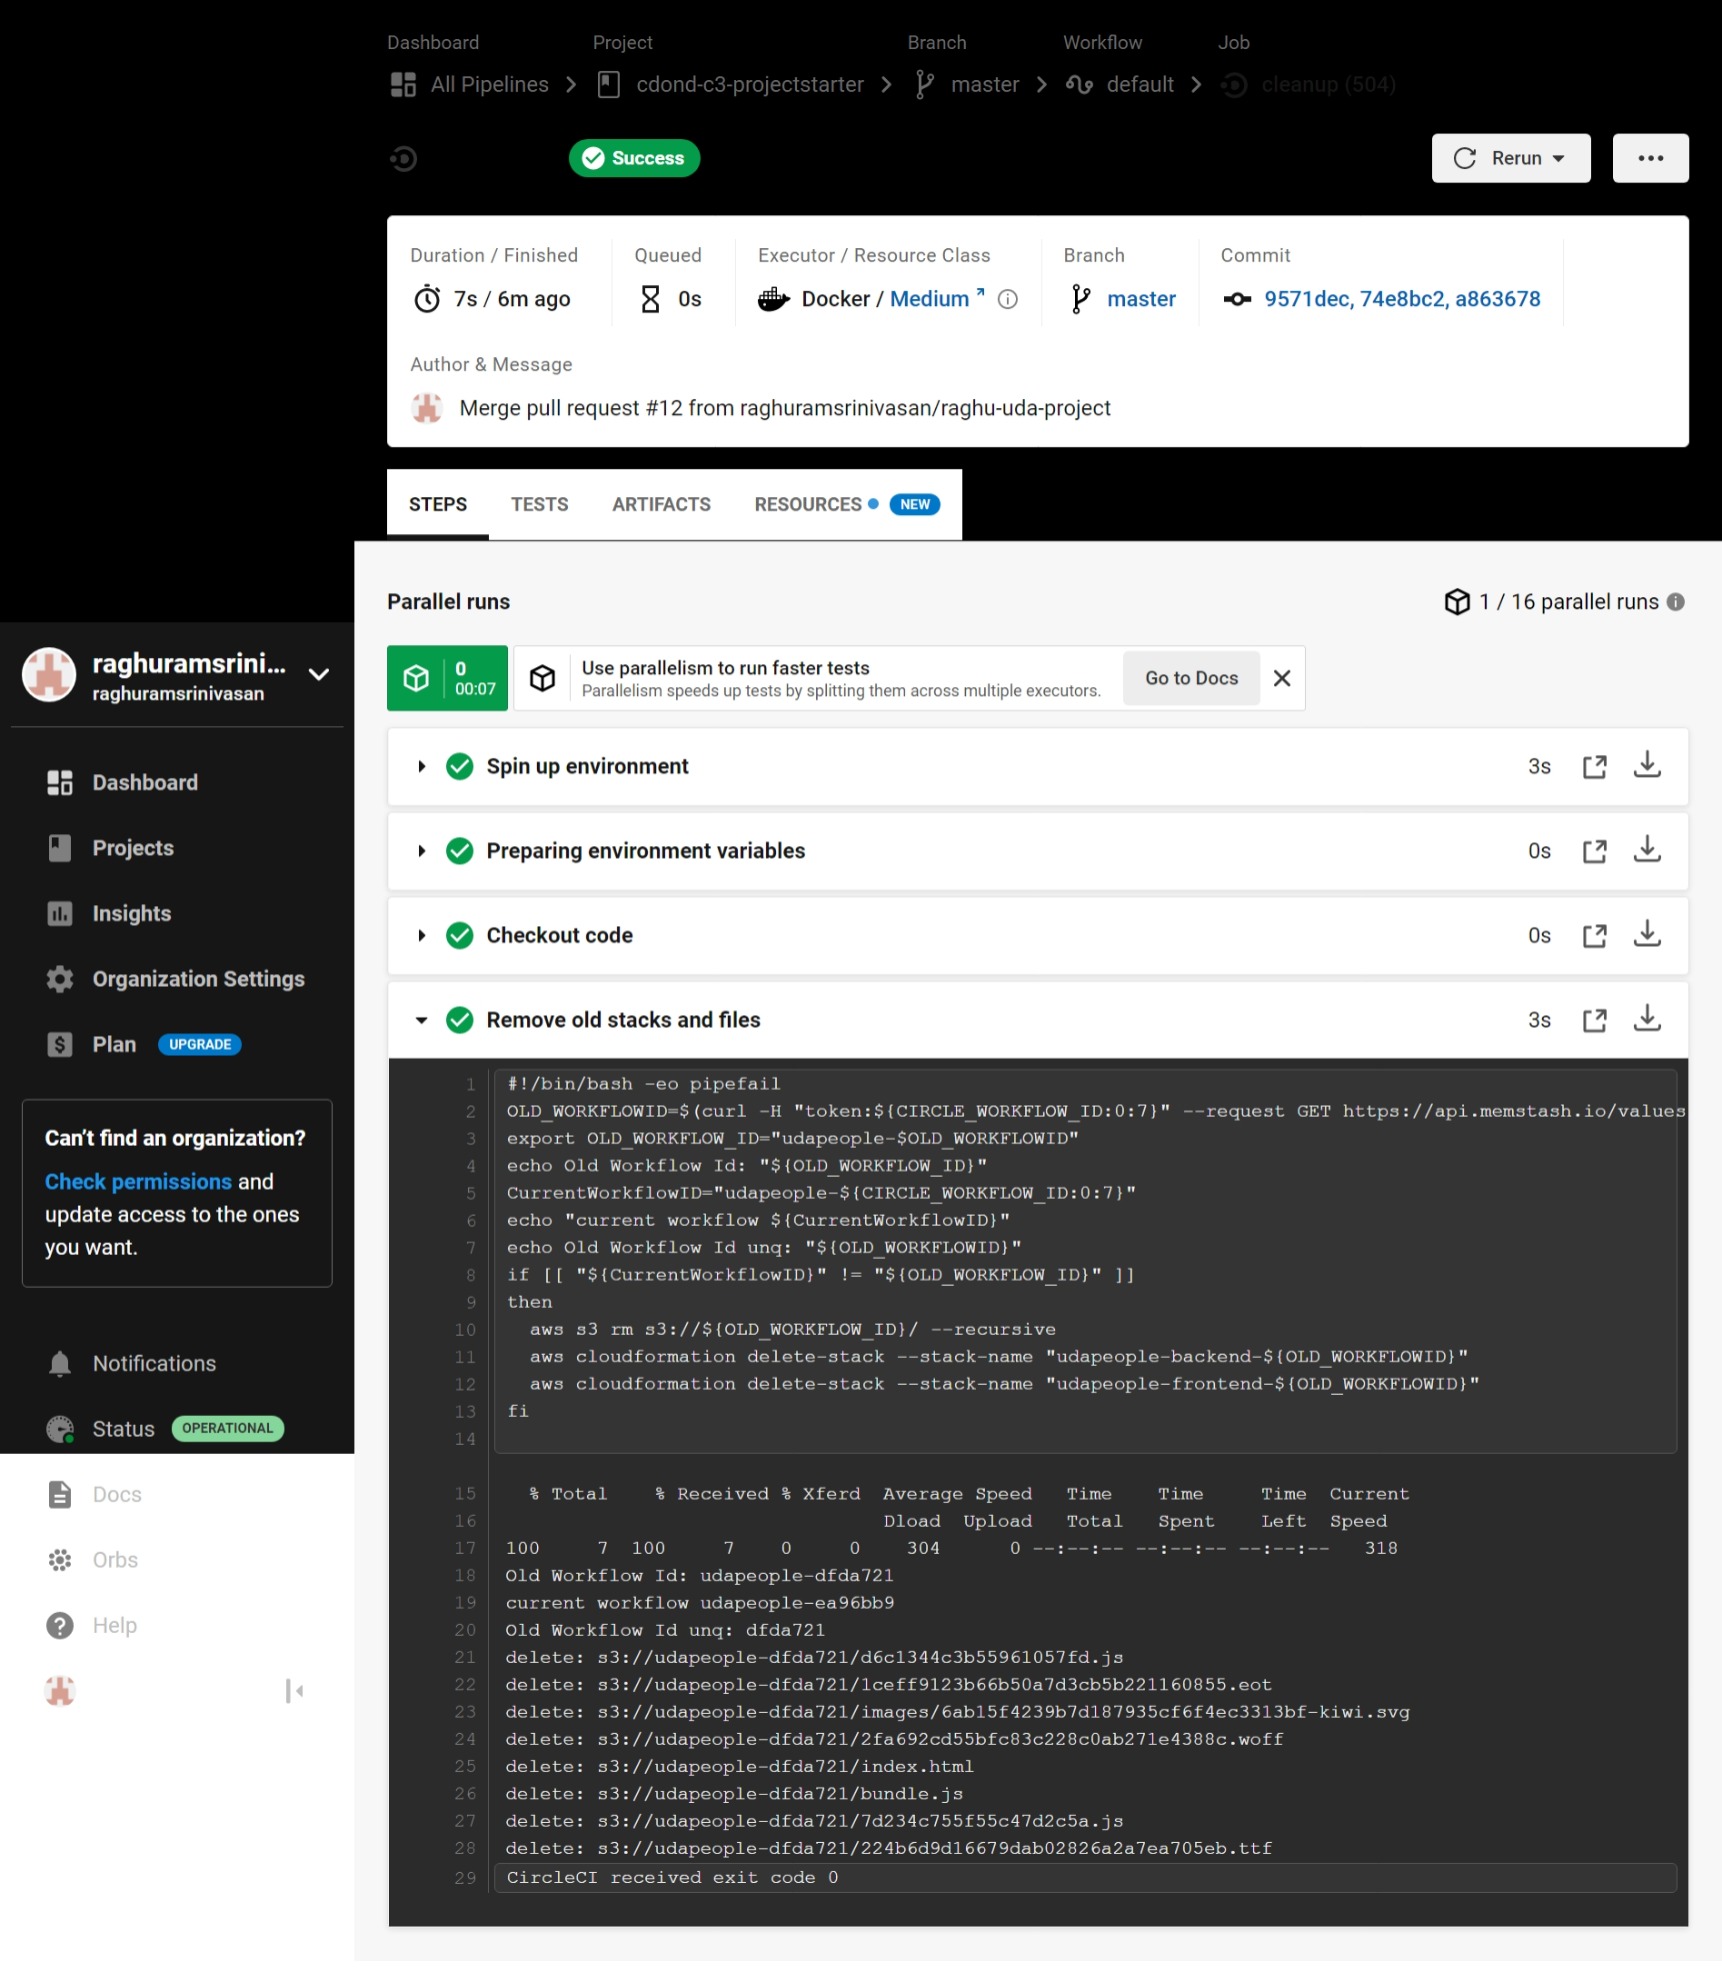 Dashboard Project Branch Workflow Job
All Pipelines cdond-c3-projectstarter master default cleanup (504)
Success Rerun
Duration / Finished Queued Executor / Resource Class Branch Commit
7s / 6m ago 0s Docker / Medium master 9571dec, 74e8bc2, a863678
Author & Message
Merge pull request #12 from raghuramsrinivasan/raghu-uda-project
STEPS TESTS ARTIFACTS RESOURCES NEW
Parallel runs 1 / 16 parallel runs
0
00:07
Use parallelism to run faster tests
Parallelism speeds up tests by splitting them across multiple executors.
Go to Docs
raghuramsrini...
raghuramsrinivasan
Dashboard
Projects
Insights
Organization Settings
Plan UPGRADE
Can't find an organization?
Check permissions and
update access to the ones
you want.
Notifications
Status OPERATIONAL
Docs
Orbs
Help
Spin up environment 3s
Preparing environment variables 0s
Checkout code 0s
Remove old stacks and files 3s
1 #!/bin/bash -eo pipefail
2 OLD_WORKFLOWID=$(curl -H "token:${CIRCLE_WORKFLOW_ID:0:7}" --request GET https://api.memstash.io/values
3 export OLD_WORKFLOW_ID="udapeople-$OLD_WORKFLOWID"
4 echo Old Workflow Id: "${OLD_WORKFLOW_ID}"
5 CurrentWorkflowID="udapeople-${CIRCLE_WORKFLOW_ID:0:7}"
6 echo "current workflow ${CurrentWorkflowID}"
7 echo Old Workflow Id unq: "${OLD_WORKFLOWID}"
8 if [[ "${CurrentWorkflowID}" != "${OLD_WORKFLOW_ID}" ]]
9 then
10 aws s3 rm s3://${OLD_WORKFLOW_ID}/ --recursive
11 aws cloudformation delete-stack --stack-name "udapeople-backend-${OLD_WORKFLOWID}"
12 aws cloudformation delete-stack --stack-name "udapeople-frontend-${OLD_WORKFLOWID}"
13 fi
14
15 % Total % Received % Xferd Average Speed Time Time Time Current
16 Dload Upload Total Spent Left Speed
17 100 7 100 7 0 0 304 0 --:--:-- --:--:-- --:--:-- 318
18 Old Workflow Id: udapeople-dfda721
19 current workflow udapeople-ea96bb9
20 Old Workflow Id unq: dfda721
21 delete: s3://udapeople-dfda721/d6c1344c3b55961057fd.js
22 delete: s3://udapeople-dfda721/1ceff9123b66b50a7d3cb5b221160855.eot
23 delete: s3://udapeople-dfda721/images/6ab15f4239b7d187935cf6f4ec3313bf-kiwi.svg
24 delete: s3://udapeople-dfda721/2fa692cd55bfc83c228c0ab271e4388c.woff
25 delete: s3://udapeople-dfda721/index.html
26 delete: s3://udapeople-dfda721/bundle.js
27 delete: s3://udapeople-dfda721/7d234c755f55c47d2c5a.js
28 delete: s3://udapeople-dfda721/224b6d9d16679dab02826a2a7ea705eb.ttf
29 CircleCI received exit code 0